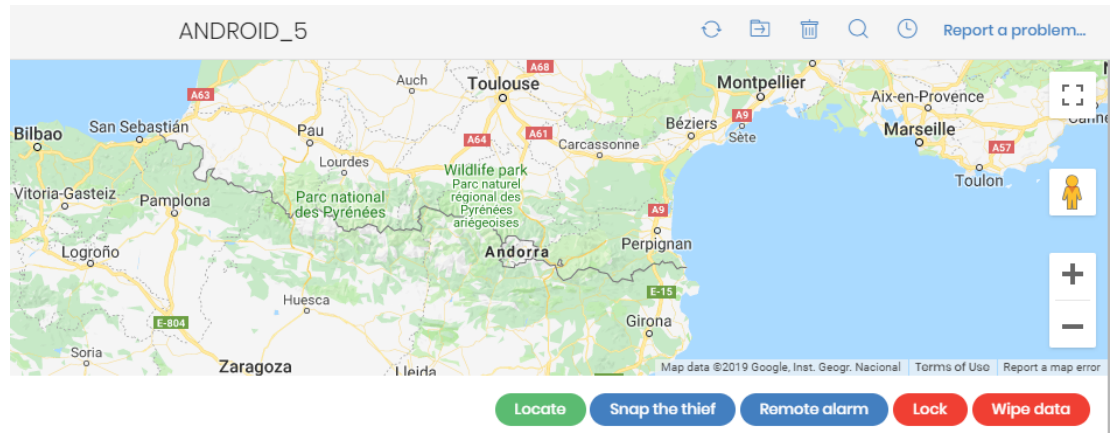 ANDROID_5
Report a problem...
A68
Auch
Toulouse
Montpellier
A63
Aix-en-Provence
Bilbao
San Sebastián
Pau
A64
A61
Carcassonne
Béziers
A9
Sète
Marseille
A57
Lourdes
Wildlife park
Parc naturel
régional des
Pyrénées
ariégeoises
Toulon
Vitoria-Gasteiz
Pamplona
Parc national
des Pyrénées
A9
Logroño
Andorra
Perpignan
Huesca
E-15
E-804
Girona
Soria
Zaragoza
Lleida
Map data ©2019 Google, Inst. Geogr. Nacional
Terms of Use
Report a map error
Locate
Snap the thief
Remote alarm
Lock
Wipe data